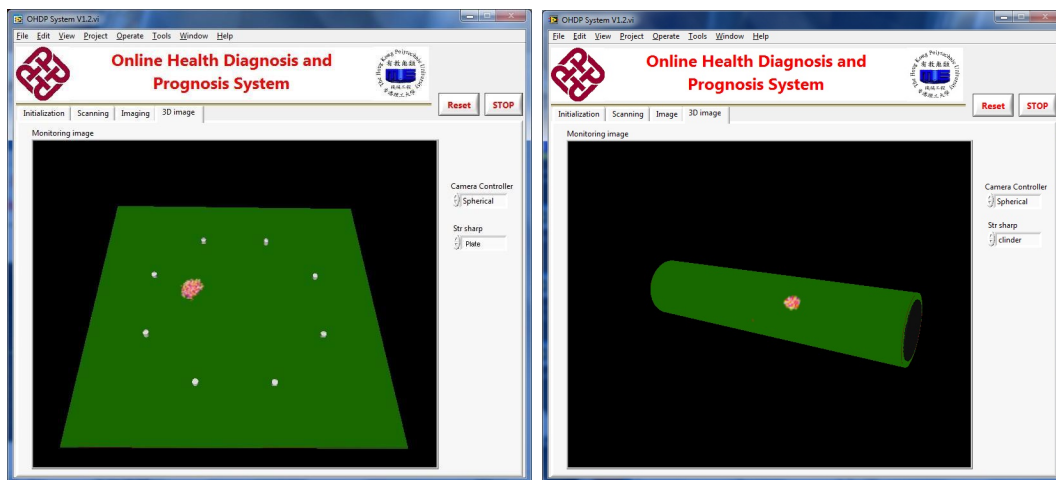 OHDP System V1.2.vi
File Edit View Project Operate Tools Window Help
Online Health Diagnosis and
Prognosis System
Reset STOP
Initialization Scanning Imaging 3D image
Monitoring image
Camera Controller
Spherical
Str sharp
Plate
OHDP System V1.2.vi
File Edit View Project Operate Tools Window Help
Online Health Diagnosis and
Prognosis System
Reset STOP
Initialization Scanning Image 3D image
Monitoring image
Camera Controller
Spherical
Str sharp
clinder